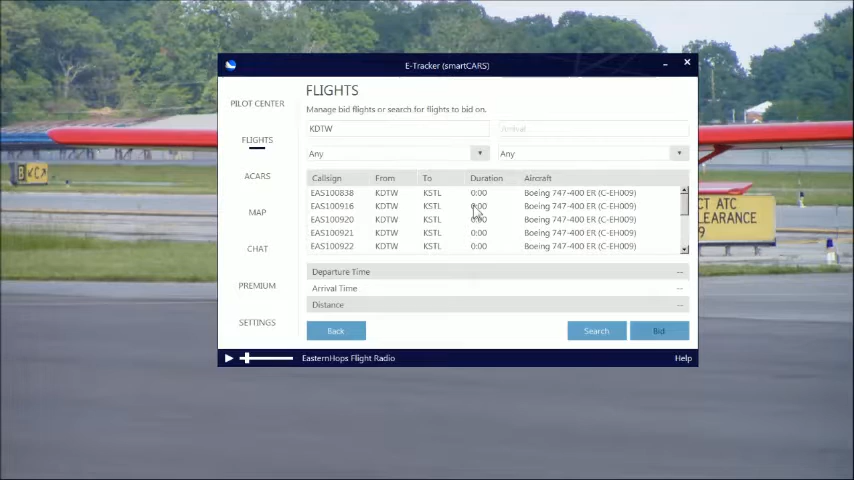 E-Tracker (smartCARS)
PILOT CENTER
FLIGHTS
ACARS
MAP
CHAT
PREMIUM
SETTINGS
FLIGHTS
Manage bid flights or search for flights to bid on.
KDTW Arrival...
Any Any
Callsign From To Duration Aircraft
EAS100838 KDTW KSTL 0:00 Boeing 747-400 ER (C-EH009)
EAS100916 KDTW KSTL 0:00 Boeing 747-400 ER (C-EH009)
EAS100920 KDTW KSTL 0:00 Boeing 747-400 ER (C-EH009)
EAS100921 KDTW KSTL 0:00 Boeing 747-400 ER (C-EH009)
EAS100922 KDTW KSTL 0:00 Boeing 747-400 ER (C-EH009)
Departure Time --
Arrival Time --
Distance --
Back Search Bid
EasternHops Flight Radio Help
B C
CT ATC
LEARANCE
9